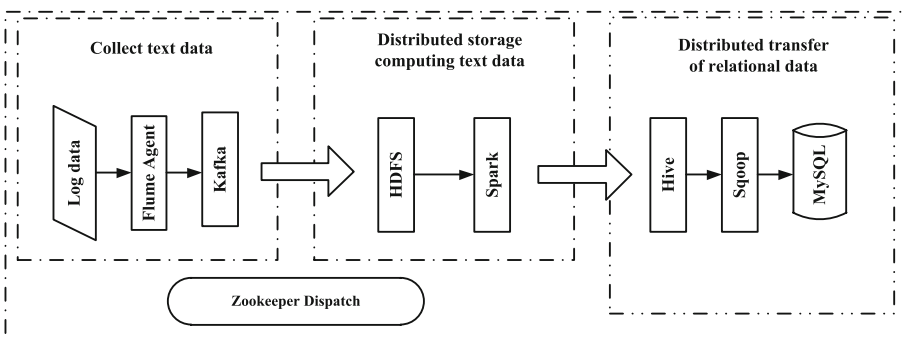 Collect text data
Log data
Flume Agent
Kafka
Distributed storage
computing text data
HDFS
Spark
Distributed transfer
of relational data
Hive
Sqoop
MySQL
Zookeeper Dispatch